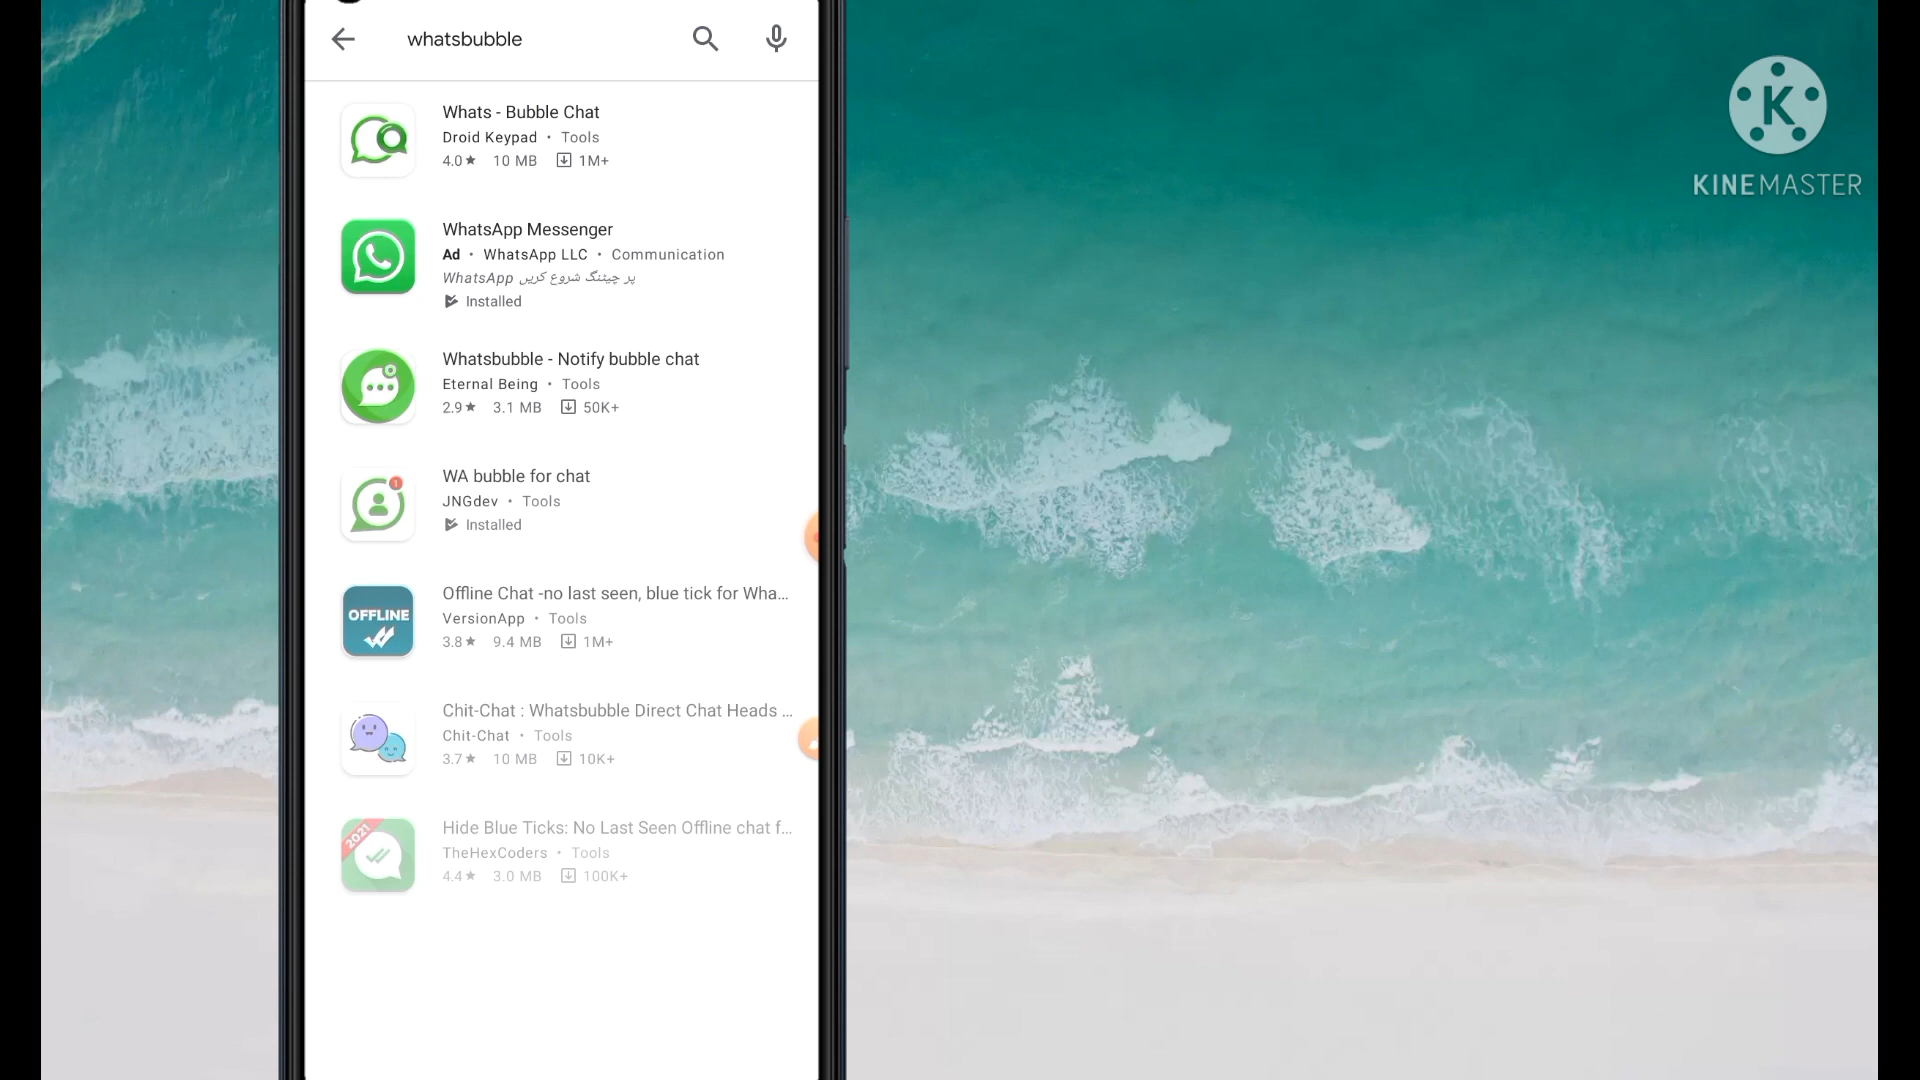 whatsbubble
Whats - Bubble Chat
Droid Keypad • Tools
4.0★ 10 MB 1M+
WhatsApp Messenger
Ad • WhatsApp LLC • Communication
WhatsApp پر چیٹنگ شروع کریں
Installed
Whatsbubble - Notify bubble chat
Eternal Being • Tools
2.9★ 3.1 MB 50K+
WA bubble for chat
JNGdev • Tools
Installed
1
Offline Chat -no last seen, blue tick for Wha...
VersionApp • Tools
3.8★ 9.4 MB 1M+
OFFLINE
Chit-Chat : Whatsbubble Direct Chat Heads ...
Chit-Chat • Tools
3.7★ 10 MB 10K+
Hide Blue Ticks: No Last Seen Offline chat f...
TheHexCoders • Tools
4.4★ 3.0 MB 100K+
2021
K
KINEMASTER